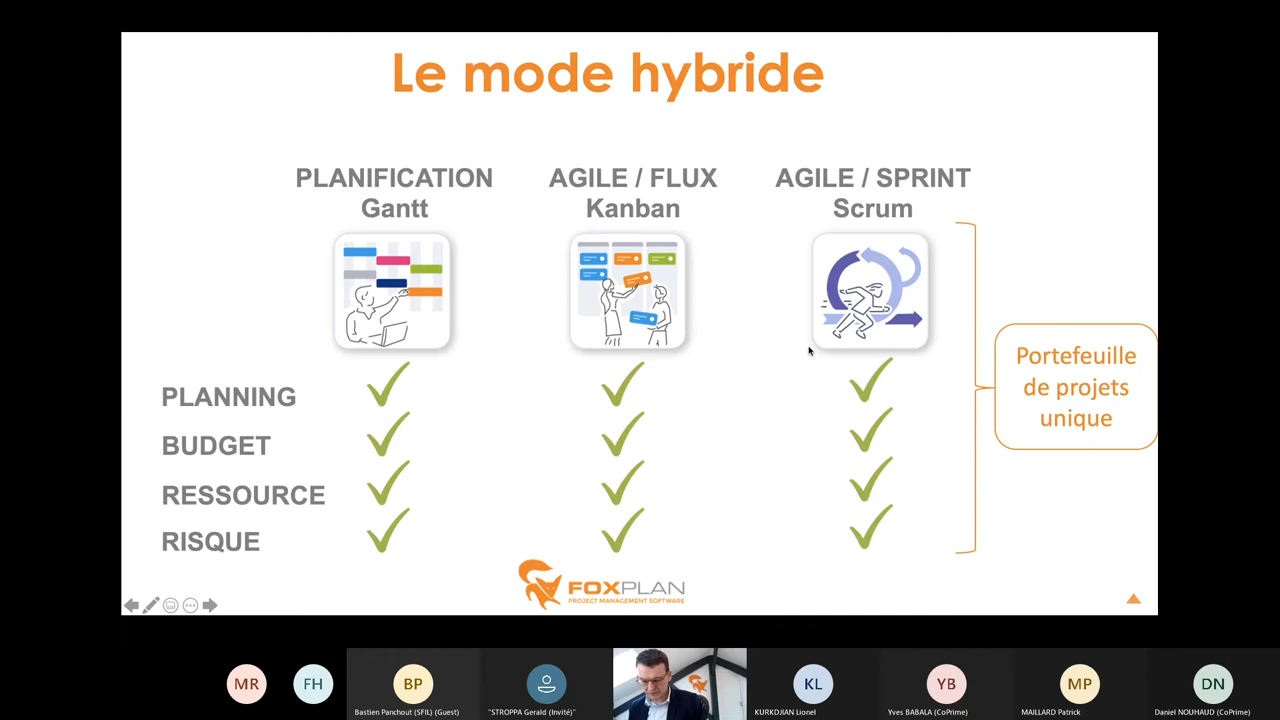 Le mode hybride
PLANIFICATION
Gantt
AGILE / FLUX
Kanban
AGILE / SPRINT
Scrum
PLANNING
BUDGET
RESSOURCE
RISQUE
Portefeuille
de projets
unique
FOXPLAN
PROJECT MANAGEMENT SOFTWARE
MR
FH
BP
Bastien Panchout (SFIL) (Guest)
"STROPPA Gerald (Invité)"
KL
KURKDJIAN Lionel
YB
Yves BABALA (CoPrime)
MP
MAILLARD Patrick
DN
Daniel NOUHAUD (CoPrime)